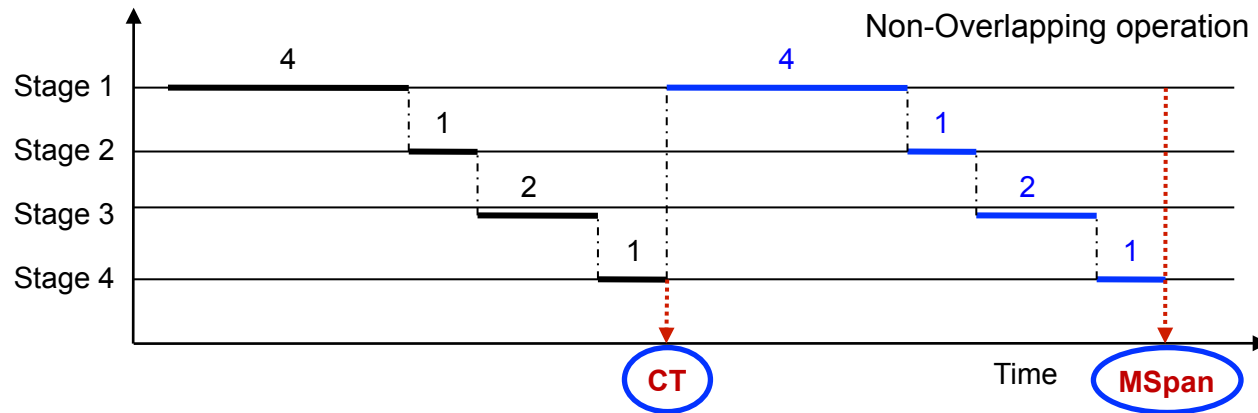 Non-Overlapping operation
4 4
Stage 1
1 1
Stage 2
2 2
Stage 3
1 1
Stage 4
CT Time MSpan